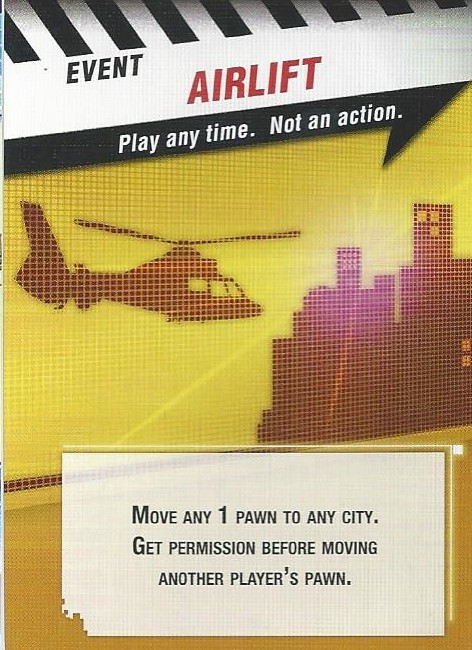 EVENT
AIRLIFT
Play any time. Not an action.
MOVE ANY 1 PAWN TO ANY CITY.
GET PERMISSION BEFORE MOVING
ANOTHER PLAYER'S PAWN.